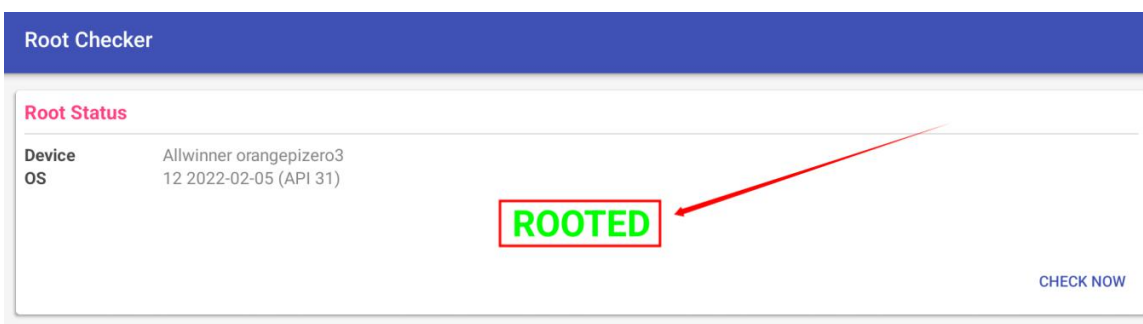 Root Checker
Root Status
Device Allwinner orangepizero3
OS 12 2022-02-05 (API 31)
ROOTED
CHECK NOW